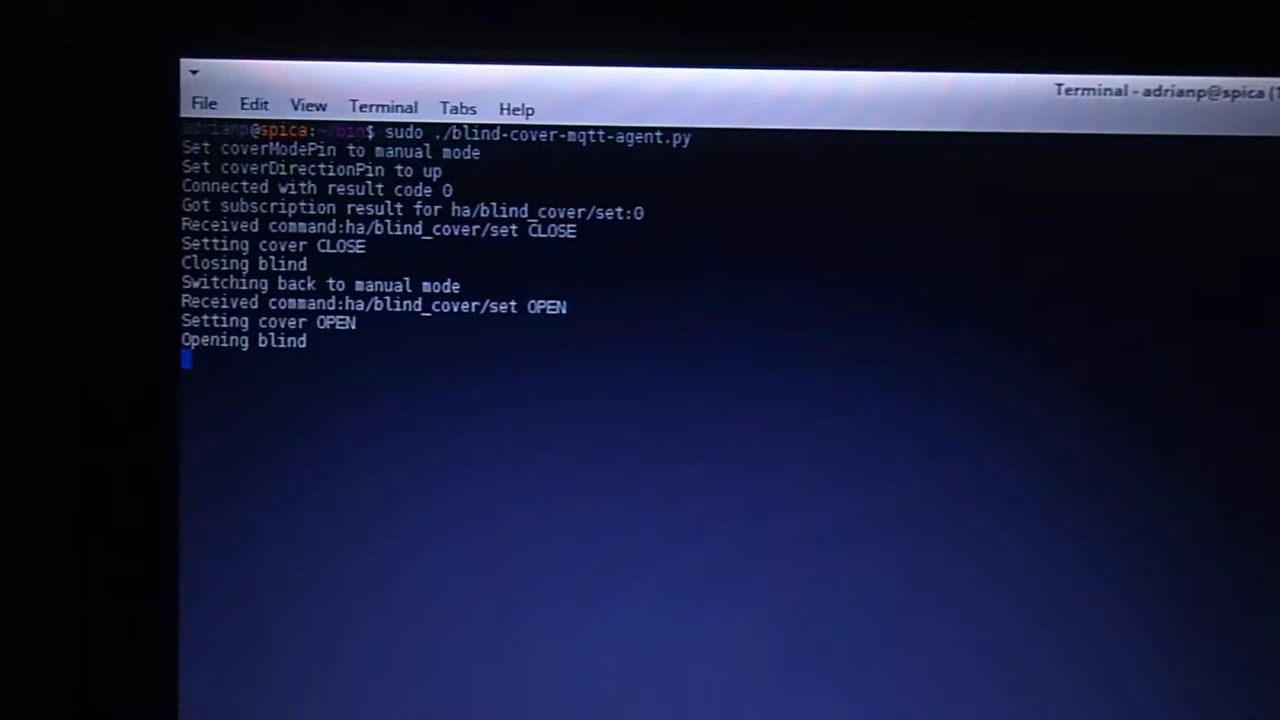 Terminal - adrianp@spica (1
File Edit View Terminal Tabs Help
adrianp@spica:~/bin$ sudo ./blind-cover-mqtt-agent.py
Set coverModePin to manual mode
Set coverDirectionPin to up
Connected with result code 0
Got subscription result for ha/blind_cover/set:0
Received command:ha/blind_cover/set CLOSE
Setting cover CLOSE
Closing blind
Switching back to manual mode
Received command:ha/blind_cover/set OPEN
Setting cover OPEN
Opening blind